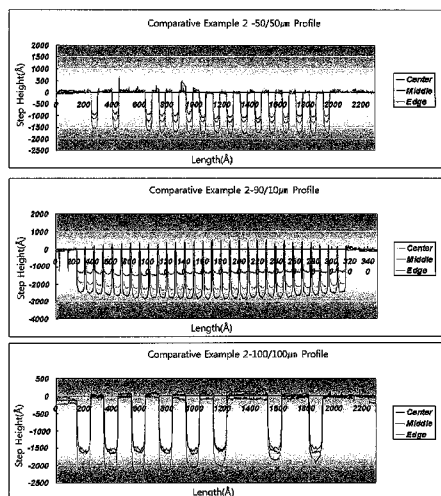 Comparative Example 2 -50/50μm Profile
Step Height(Å)
2000
1500
1000
500
0
-500
-1000
-1500
-2000
-2500
0 200 400 600 800 1000 1200 1400 1600 1800 2000 2200
Length(Å)
Center
Middle
Edge
Comparative Example 2-90/10μm Profile
Step Height(Å)
2000
1000
0
-1000
-2000
-3000
-4000
Length(Å)
Center
Middle
Edge
Comparative Example 2-100/100μm Profile
Step Height(Å)
500
0
-500
-1000
-1500
-2000
-2500
0 200 400 600 800 1000 1200 1400 1600 1800 2000 2200
Length(Å)
Center
Middle
Edge